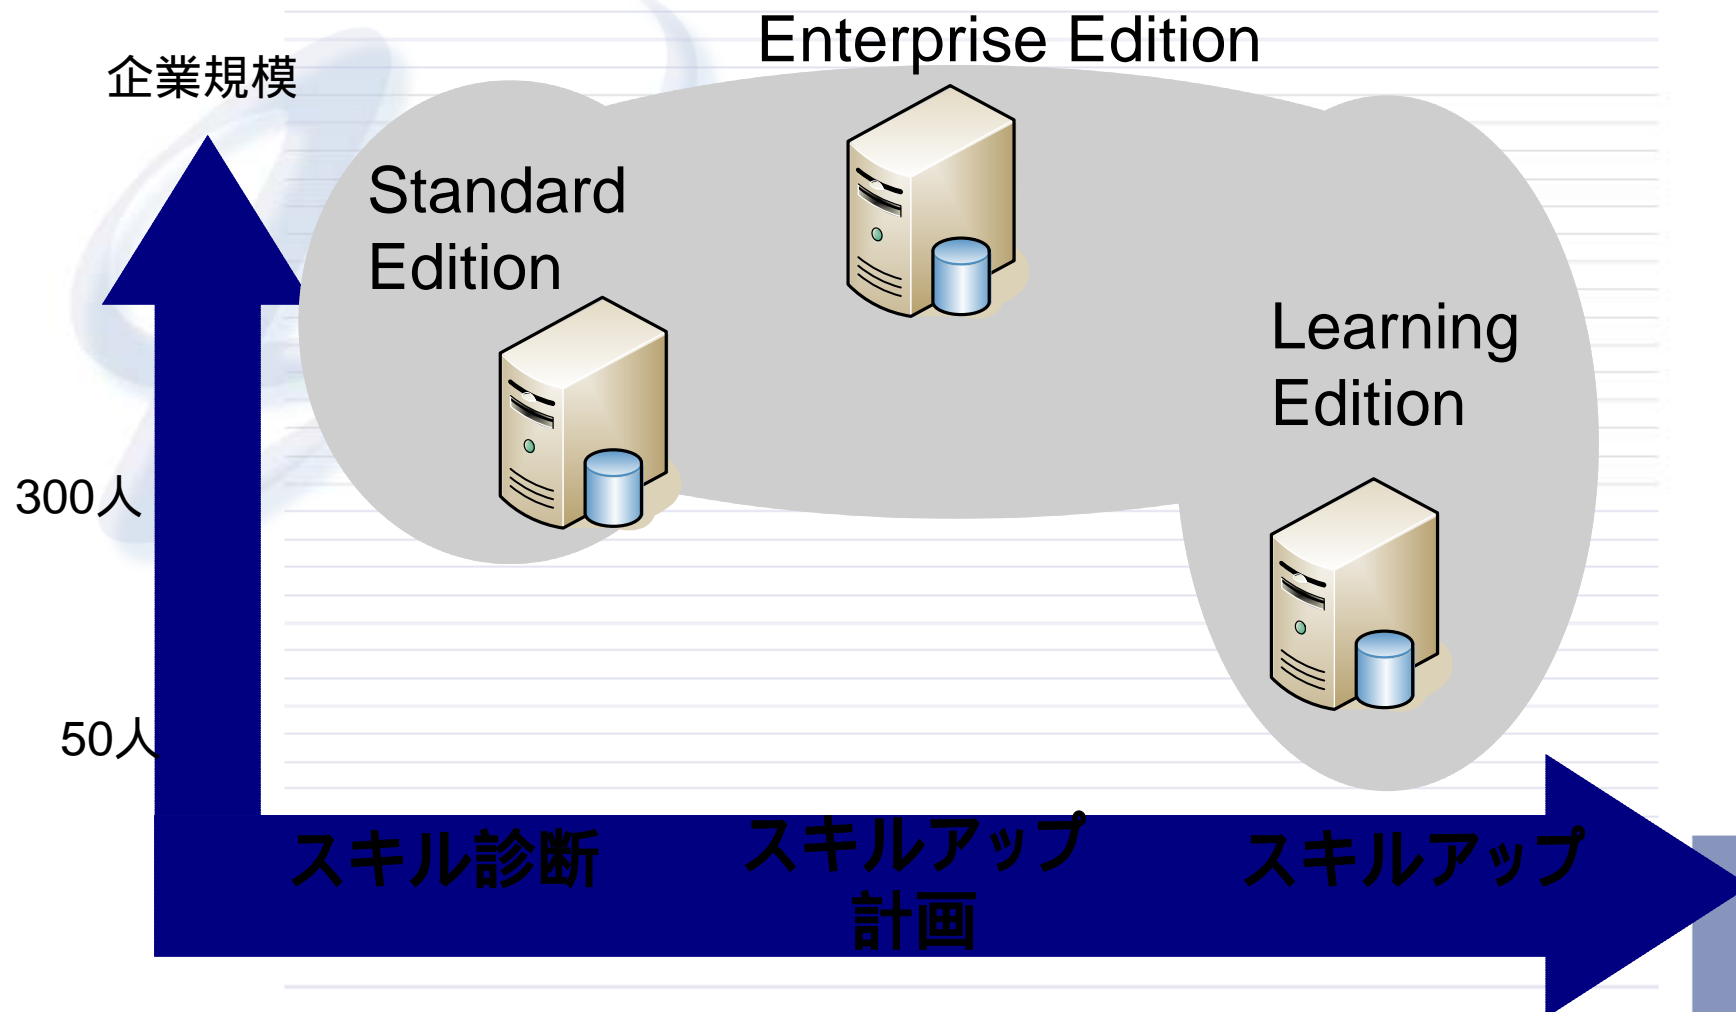 Enterprise Edition
企業規模
Standard
Edition
Learning
Edition
300人
50人
スキル診断
スキルアップ
計画
スキルアップ